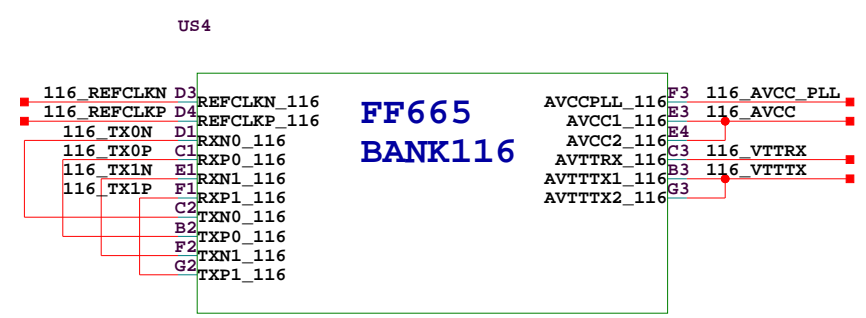 US4
116_REFCLKN D3 REFCLKN_116
116_REFCLKP D4 REFCLKP_116
116_TX0N D1 RXN0_116
116_TX0P C1 RXP0_116
116_TX1N E1 RXN1_116
116_TX1P F1 RXP1_116
C2 TXN0_116
B2 TXP0_116
F2 TXN1_116
G2 TXP1_116
FF665
BANK116
AVCCPLL_116 F3 116_AVCC_PLL
AVCC1_116 E3 116_AVCC
AVCC2_116 E4
AVTTRX_116 C3 116_VTTRX
AVTTTX1_116 B3 116_VTTTX
AVTTTX2_116 G3